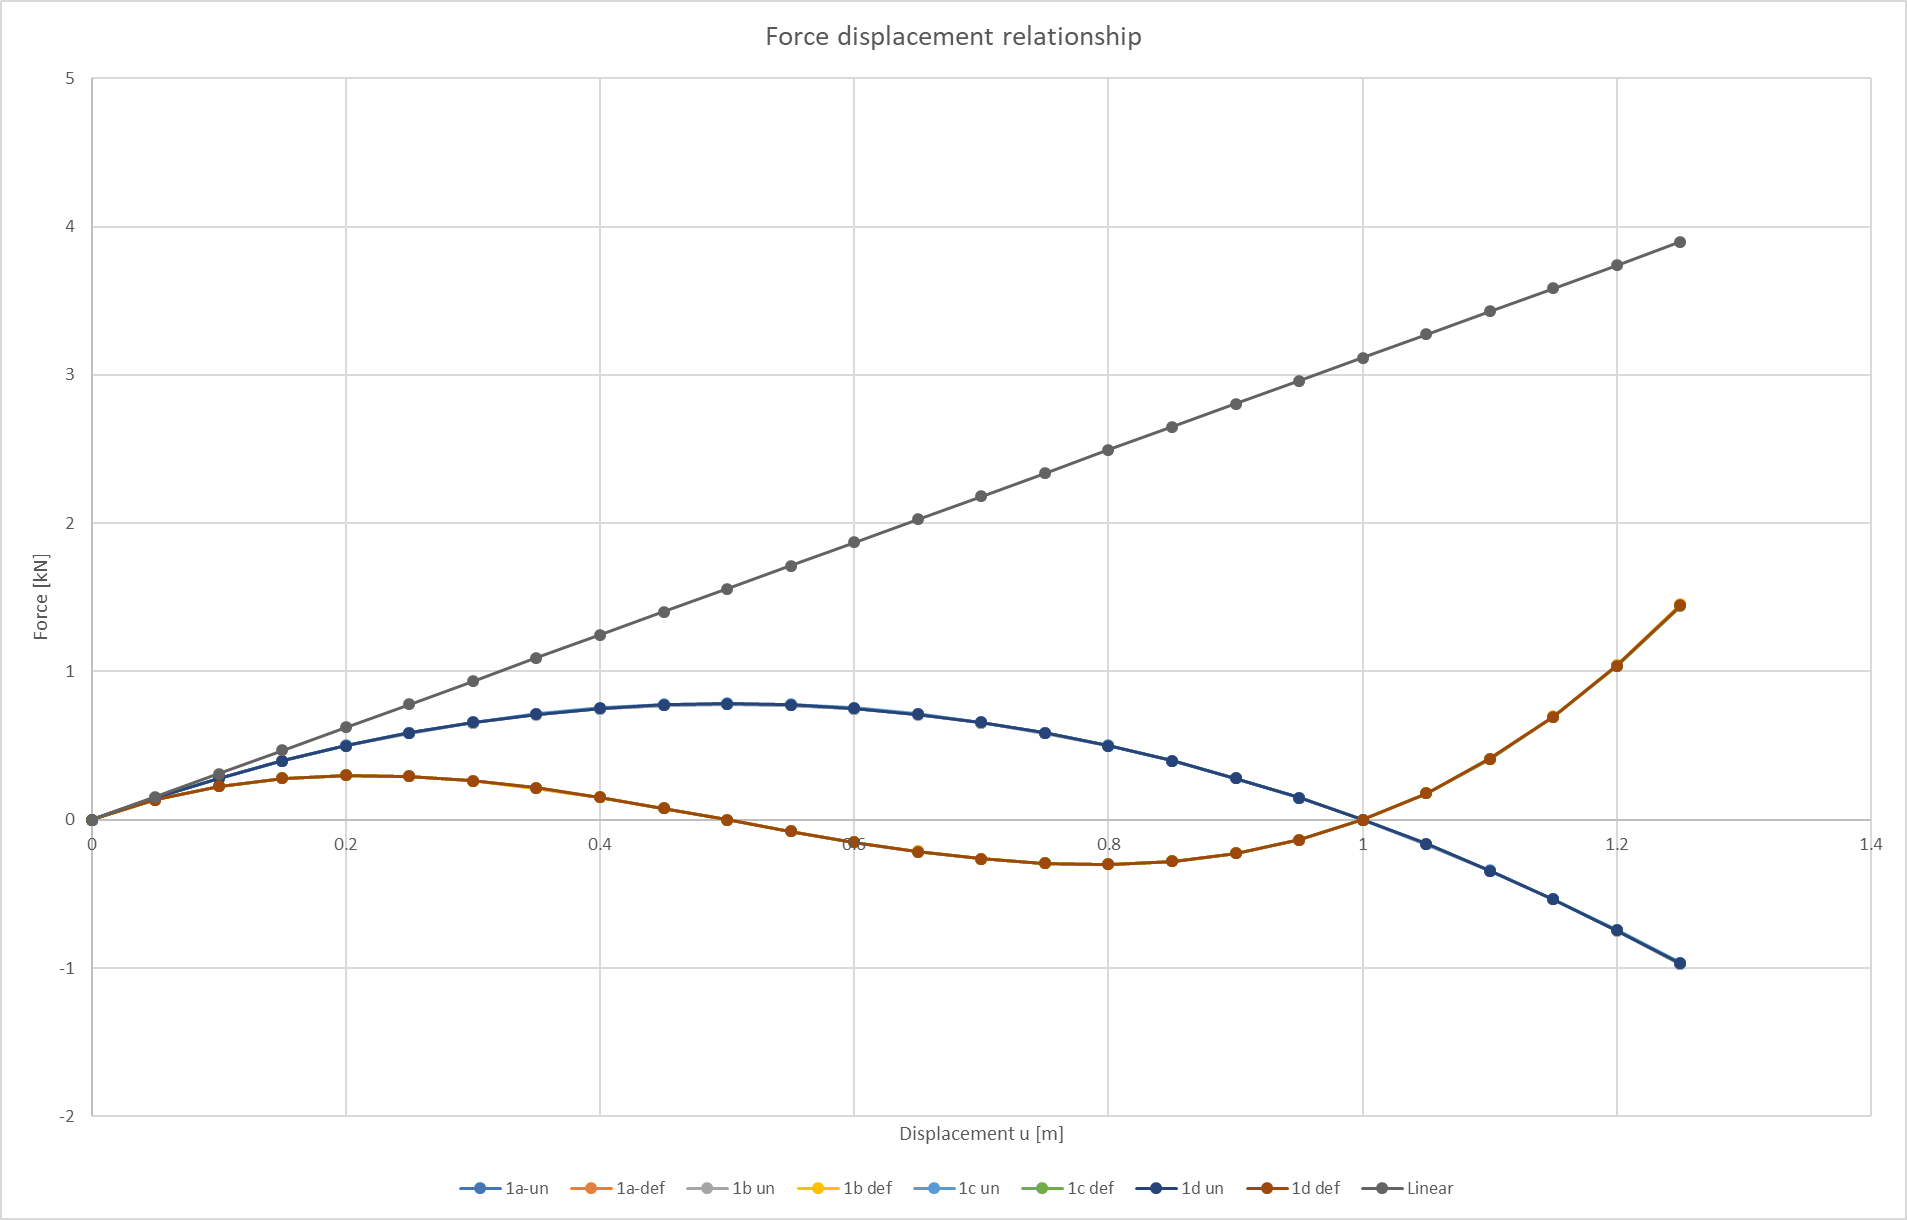 Force displacement relationship
5
4
3
2
1
0
-1
-2
Force [kN]
0 0.2 0.4 0.6 0.8 1 1.2 1.4
Displacement u [m]
1a-un 1a-def 1b un 1b def 1c un 1c def 1d un 1d def Linear